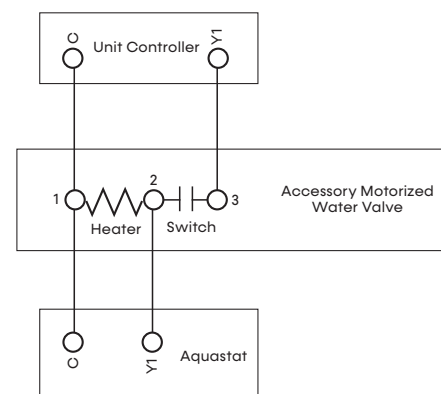 C
Unit Controller
Y1
1
2
3
Heater
Switch
Accessory Motorized
Water Valve
C
Y1
Aquastat